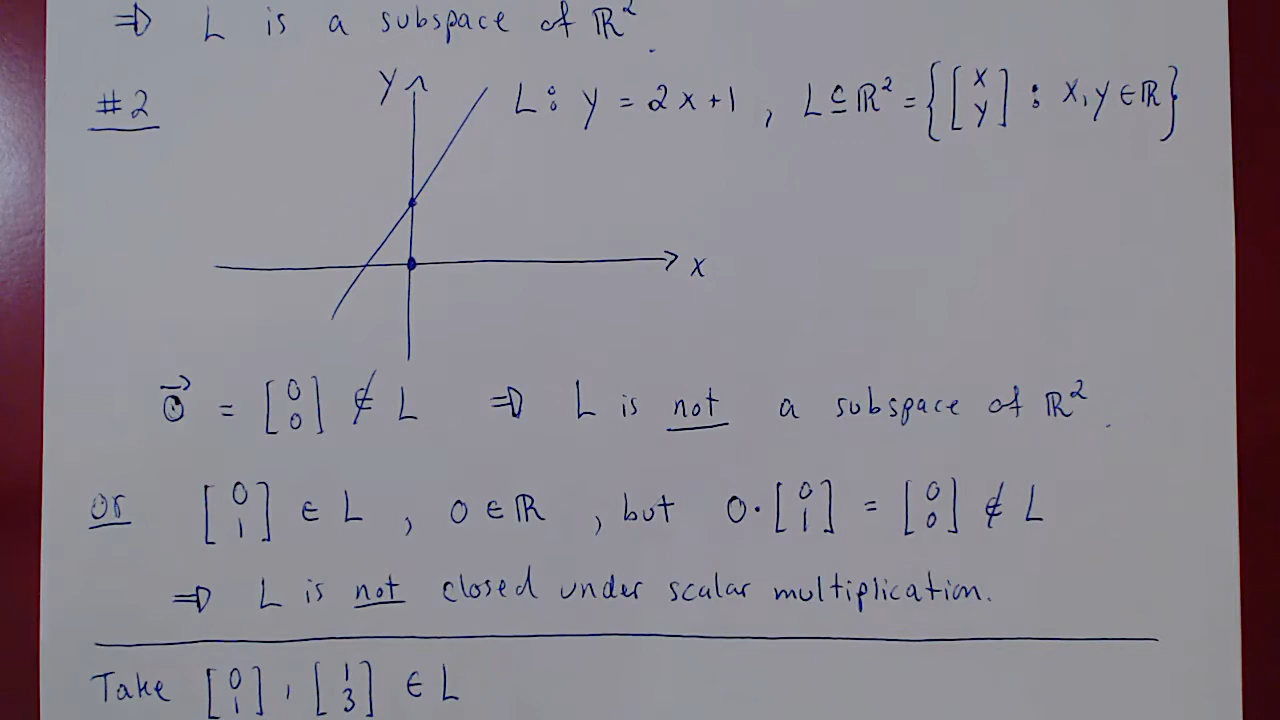 ⇒ L is a subspace of ℝ².
#2
y
L: y = 2x+1, L ⊆ ℝ² = {[x y] : x, y ∈ ℝ}
x
0⃗ = [0 0] ∉ L ⇒ L is not a subspace of ℝ².
or [0 1] ∈ L, 0 ∈ ℝ, but 0·[0 1] = [0 0] ∉ L
⇒ L is not closed under scalar multiplication.
Take [0 1], [1 3] ∈ L